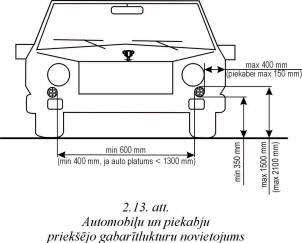 max 400 mm
(piekabei max 150 mm)
min 600 mm
(min 400 mm, ja auto platums < 1300 mm)
min 350 mm
max 1500 mm
(max 2100 mm)
2.13. att.
Automobiļu un piekabju
priekšējo gabarītlukturu novietojums